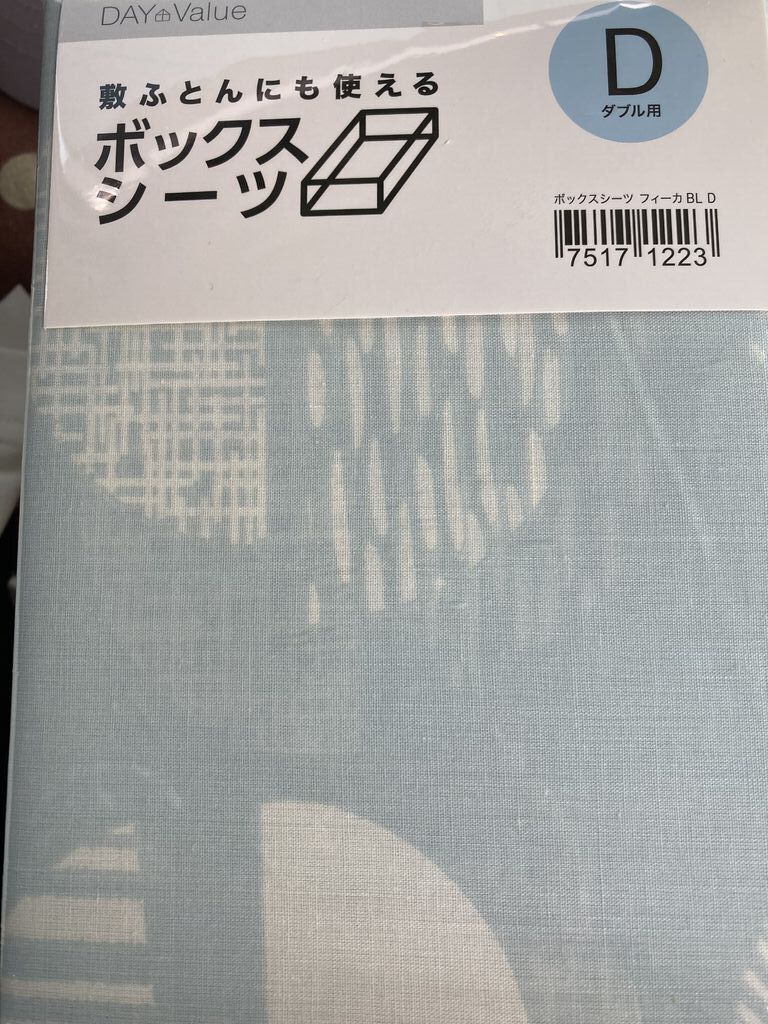 DAY Value
敷ふとんにも使える
ボックス
シーツ
D
ダブル用
ボックスシーツ フィーカ BL D
7517 1223